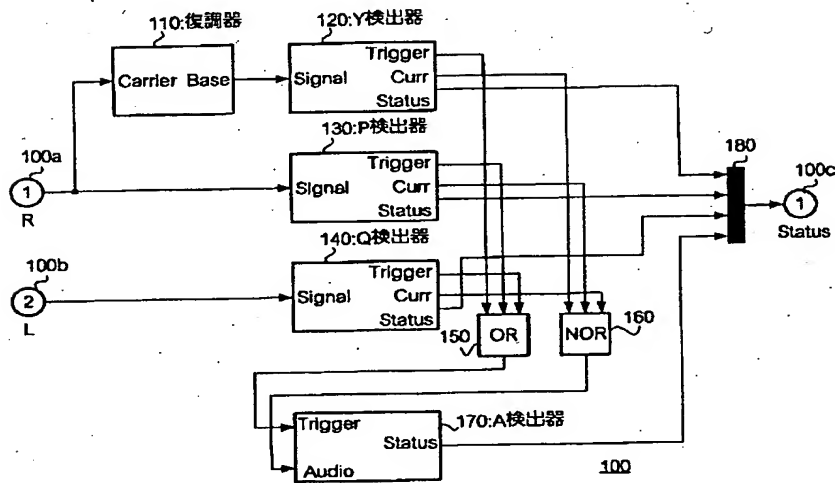 110:復調器
Carrier Base
120:Y検出器
Trigger
Signal Curr
Status
130:P検出器
Trigger
Signal Curr
Status
140:Q検出器
Trigger
Signal Curr
Status
100a
1
R
100b
2
L
150
OR
NOR
160
170:A検出器
Trigger
Status
Audio
180
100c
1
Status
100